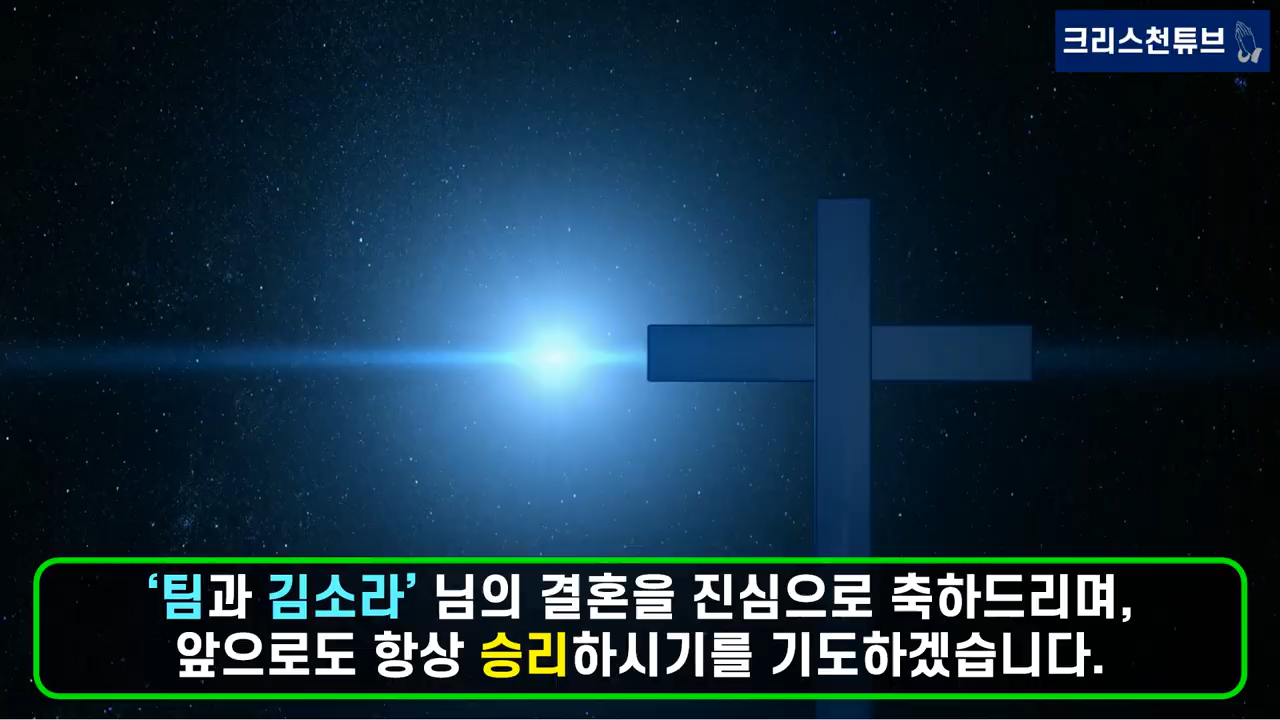 크리스천튜브
‘팀과 김소라’ 님의 결혼을 진심으로 축하드리며,
앞으로도 항상 승리하시기를 기도하겠습니다.